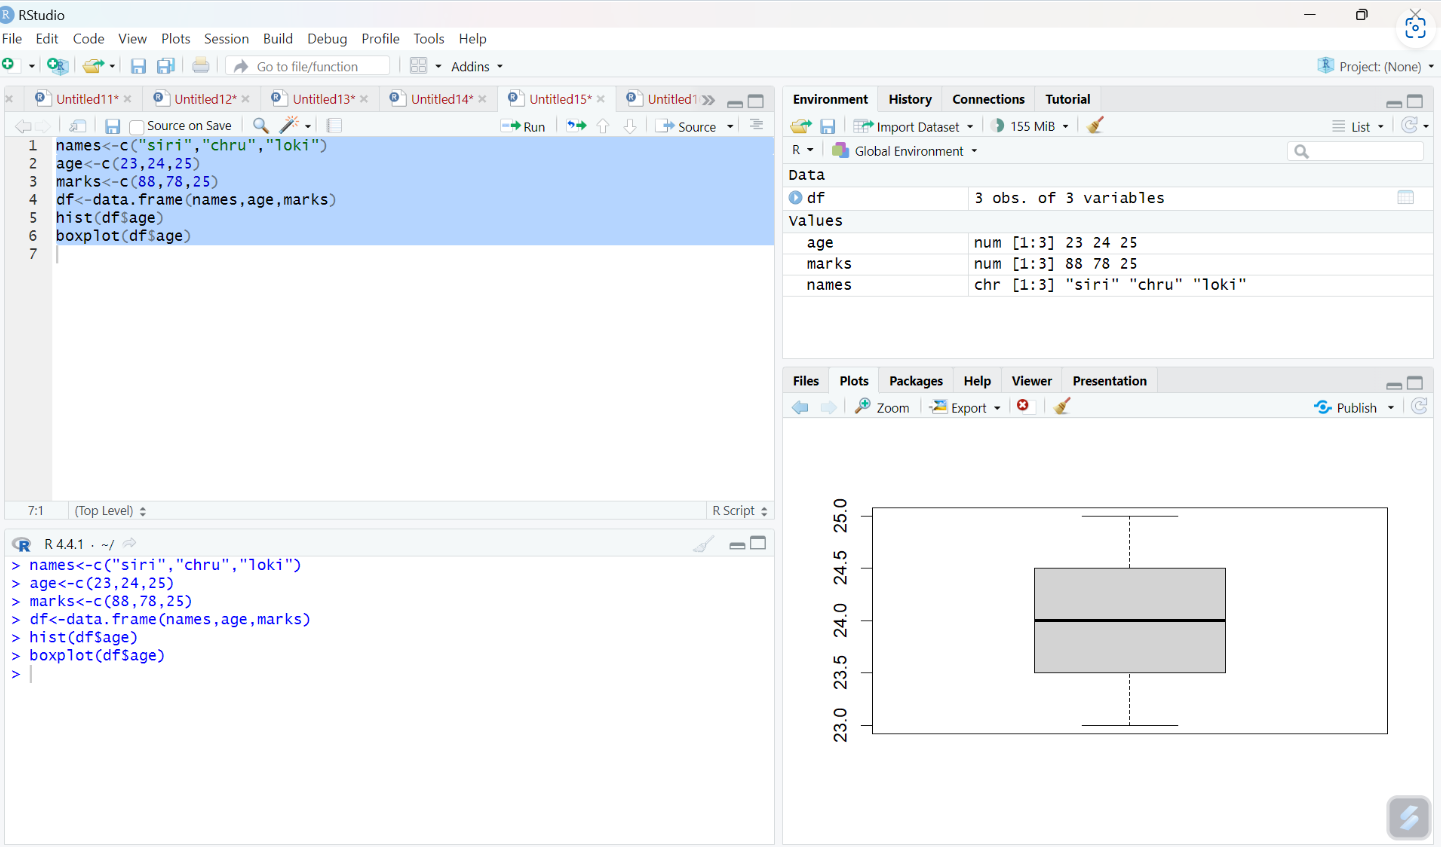 RStudio
File Edit Code View Plots Session Build Debug Profile Tools Help
Go to file/function Addins Project: (None)
Untitled11* Untitled12* Untitled13* Untitled14* Untitled15* Untitled1
Source on Save Run Source
1 names<-c("siri","chru","loki")
2 age<-c(23,24,25)
3 marks<-c(88,78,25)
4 df<-data.frame(names,age,marks)
5 hist(df$age)
6 boxplot(df$age)
7
7:1 (Top Level) R Script
R 4.4.1 · ~/
> names<-c("siri","chru","loki")
> age<-c(23,24,25)
> marks<-c(88,78,25)
> df<-data.frame(names,age,marks)
> hist(df$age)
> boxplot(df$age)
>
Environment History Connections Tutorial
Import Dataset 155 MiB List
R Global Environment
Data
df 3 obs. of 3 variables
Values
age num [1:3] 23 24 25
marks num [1:3] 88 78 25
names chr [1:3] "siri" "chru" "loki"
Files Plots Packages Help Viewer Presentation
Zoom Export Publish
25.0
24.5
24.0
23.5
23.0